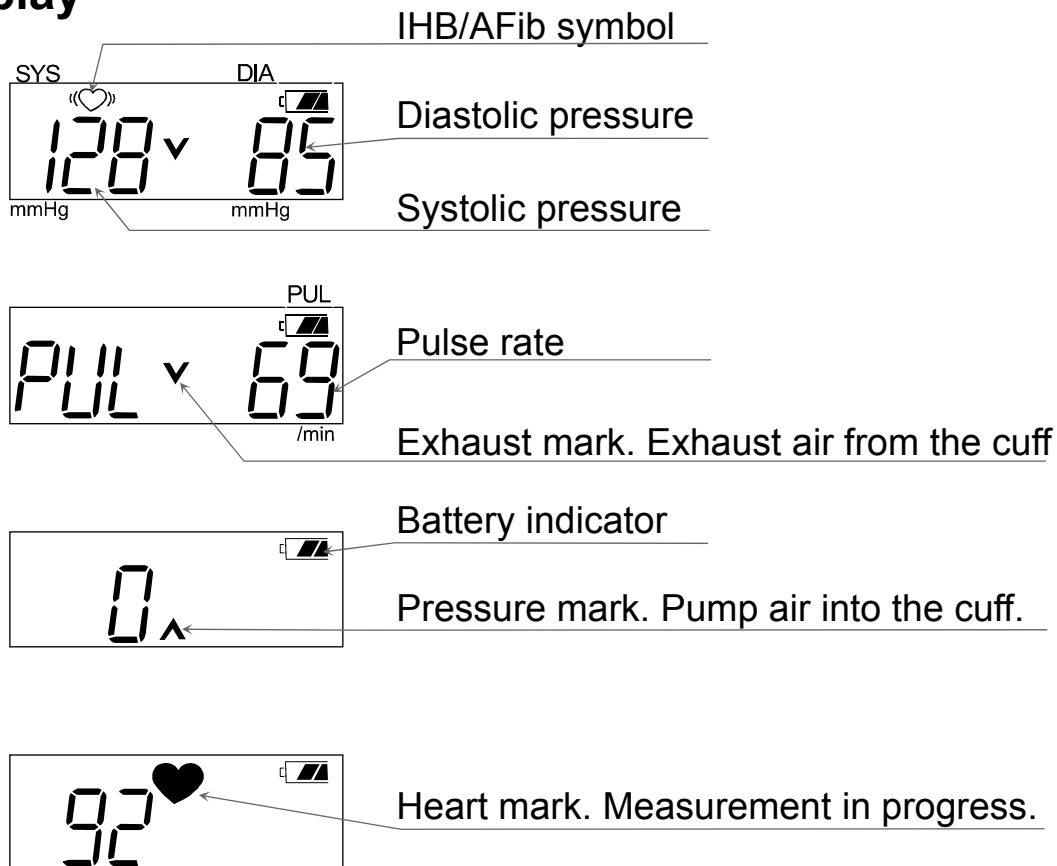 play
IHB/AFib symbol
SYS DIA
128 85
Diastolic pressure
mmHg mmHg
Systolic pressure
PUL
PUL 69
Pulse rate
/min
Exhaust mark. Exhaust air from the cuff
Battery indicator
0
Pressure mark. Pump air into the cuff.
92
Heart mark. Measurement in progress.